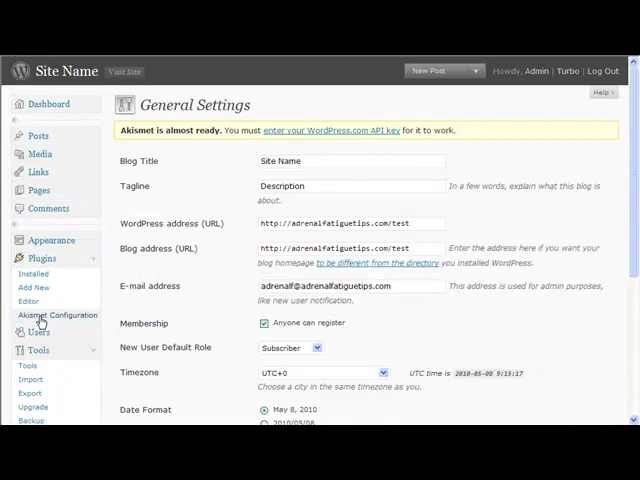 Site Name Visit Site New Post Howdy, Admin | Turbo | Log Out
Help
Dashboard
Posts
Media
Links
Pages
Comments
Appearance
Plugins
Installed
Add New
Editor
Akismet Configuration
Users
Tools
Tools
Import
Export
Upgrade
Backup
General Settings
Akismet is almost ready. You must enter your WordPress.com API key for it to work.
Blog Title Site Name
Tagline Description In a few words, explain what this blog is
about.
WordPress address (URL) http://adrenalfatiguetips.com/test
Blog address (URL) http://adrenalfatiguetips.com/test Enter the address here if you want your
blog homepage to be different from the directory you installed WordPress.
E-mail address adrenalf@adrenalfatiguetips.com This address is used for admin purposes,
like new user notification.
Membership Anyone can register
New User Default Role Subscriber
Timezone UTC+0 UTC time is 2010-05-08 9:15:17
Choose a city in the same timezone as you.
Date Format May 8, 2010
2010/05/08